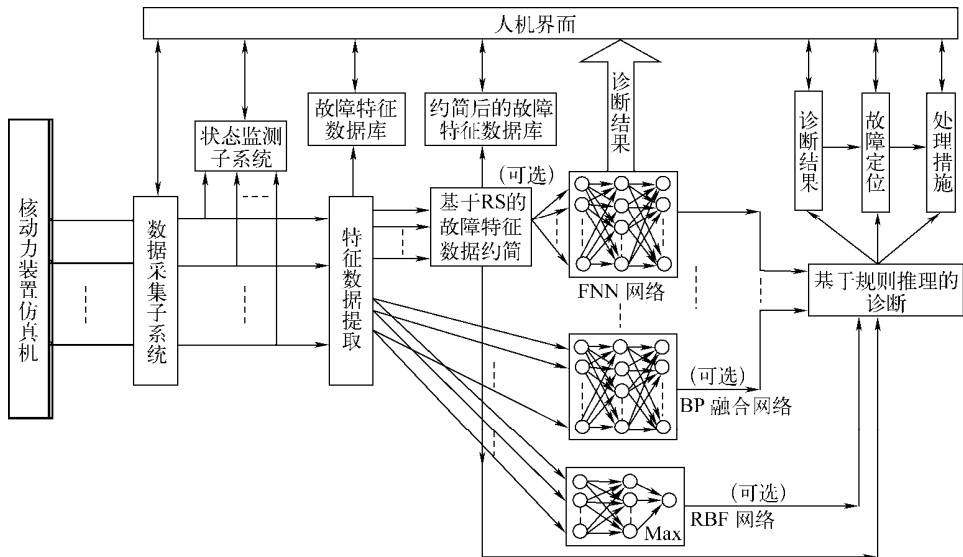 人机界面
核动力装置仿真机
数据采集子系统
状态监测
子系统
故障特征
数据库
特征数据提取
约简后的故障
特征数据库
基于RS的
故障特征
数据约简
(可选)
诊断结果
FNN 网络
(可选)
BP 融合网络
Max
(可选)
RBF 网络
诊断结果
故障定位
处理措施
基于规则推理的
诊断